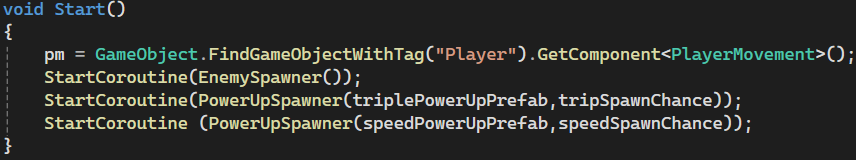 void Start()
{
pm = GameObject.FindGameObjectWithTag("Player").GetComponent<PlayerMovement>();
StartCoroutine(EnemySpawner());
StartCoroutine(PowerUpSpawner(triplePowerUpPrefab,tripSpawnChance));
StartCoroutine (PowerUpSpawner(speedPowerUpPrefab,speedSpawnChance));
}